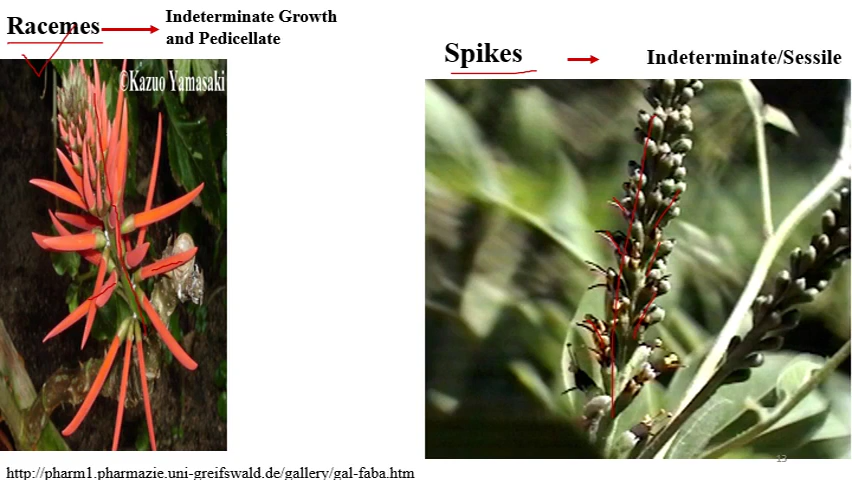 Racemes
Indeterminate Growth
and Pedicellate
©Kazuo Yamasaki
Spikes
Indeterminate/Sessile
13
http://pharm1.pharmazie.uni-greifswald.de/gallery/gal-faba.htm